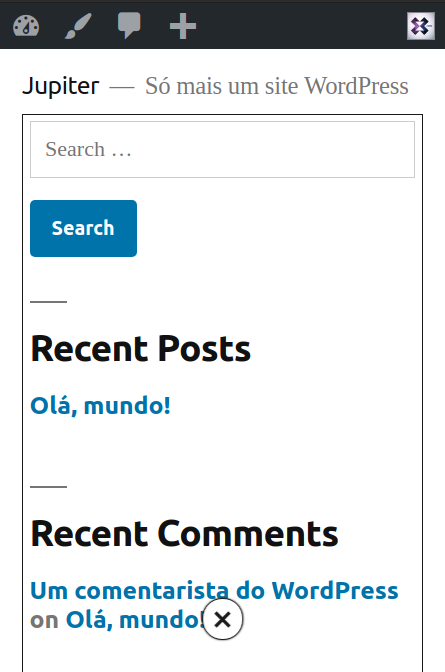 Jupiter — Só mais um site WordPress
Search …
Search
Recent Posts
Olá, mundo!
Recent Comments
Um comentarista do WordPress
on Olá, mundo!